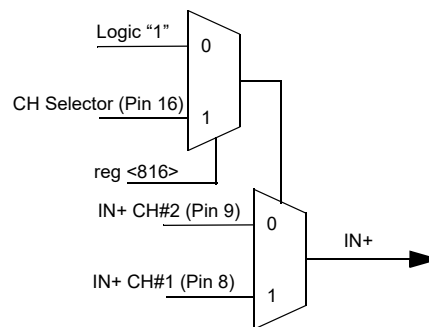 Logic “1”
0
CH Selector (Pin 16)
1
reg <816>
IN+ CH#2 (Pin 9)
0
IN+
IN+ CH#1 (Pin 8)
1